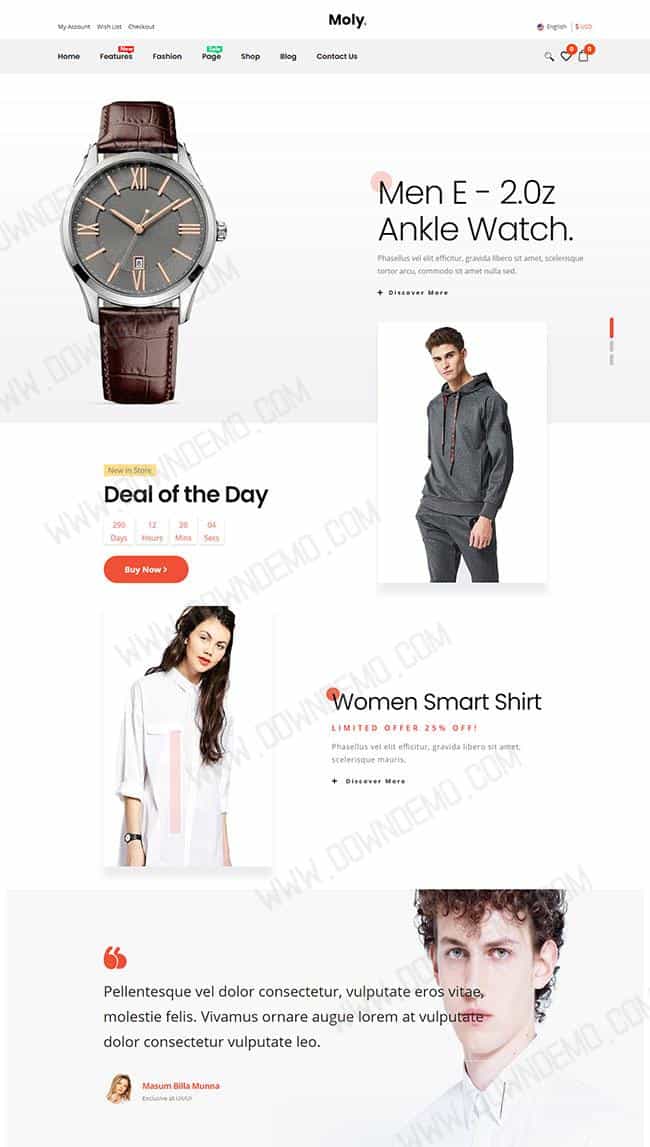 My Account Wish List Checkout
Moly.
English $ USD
New
Sale
Home Features Fashion Page Shop Blog Contact Us
0 0
Men E - 2.0z
Ankle Watch.
Phasellus vel elit efficitur, gravida libero sit amet, scelerisque
tortor arcu, commodo sit amet nulla sed.
+ Discover More
New in Store
Deal of the Day
290 12 20 04
Days Hours Mins Secs
Buy Now >
Women Smart Shirt
LIMITED OFFER 25% OFF!
Phasellus vel elit efficitur, gravida libero sit amet,
scelerisque mauris.
+ Discover More
Pellentesque vel dolor consectetur, vulputate eros vitae,
molestie felis. Vivamus ornare augue lorem at vulputate
dolor consectetur vulputate leo.
Masum Billa Munna
Exclusive at UX/UI
WWW.DOWNDEMO.COM